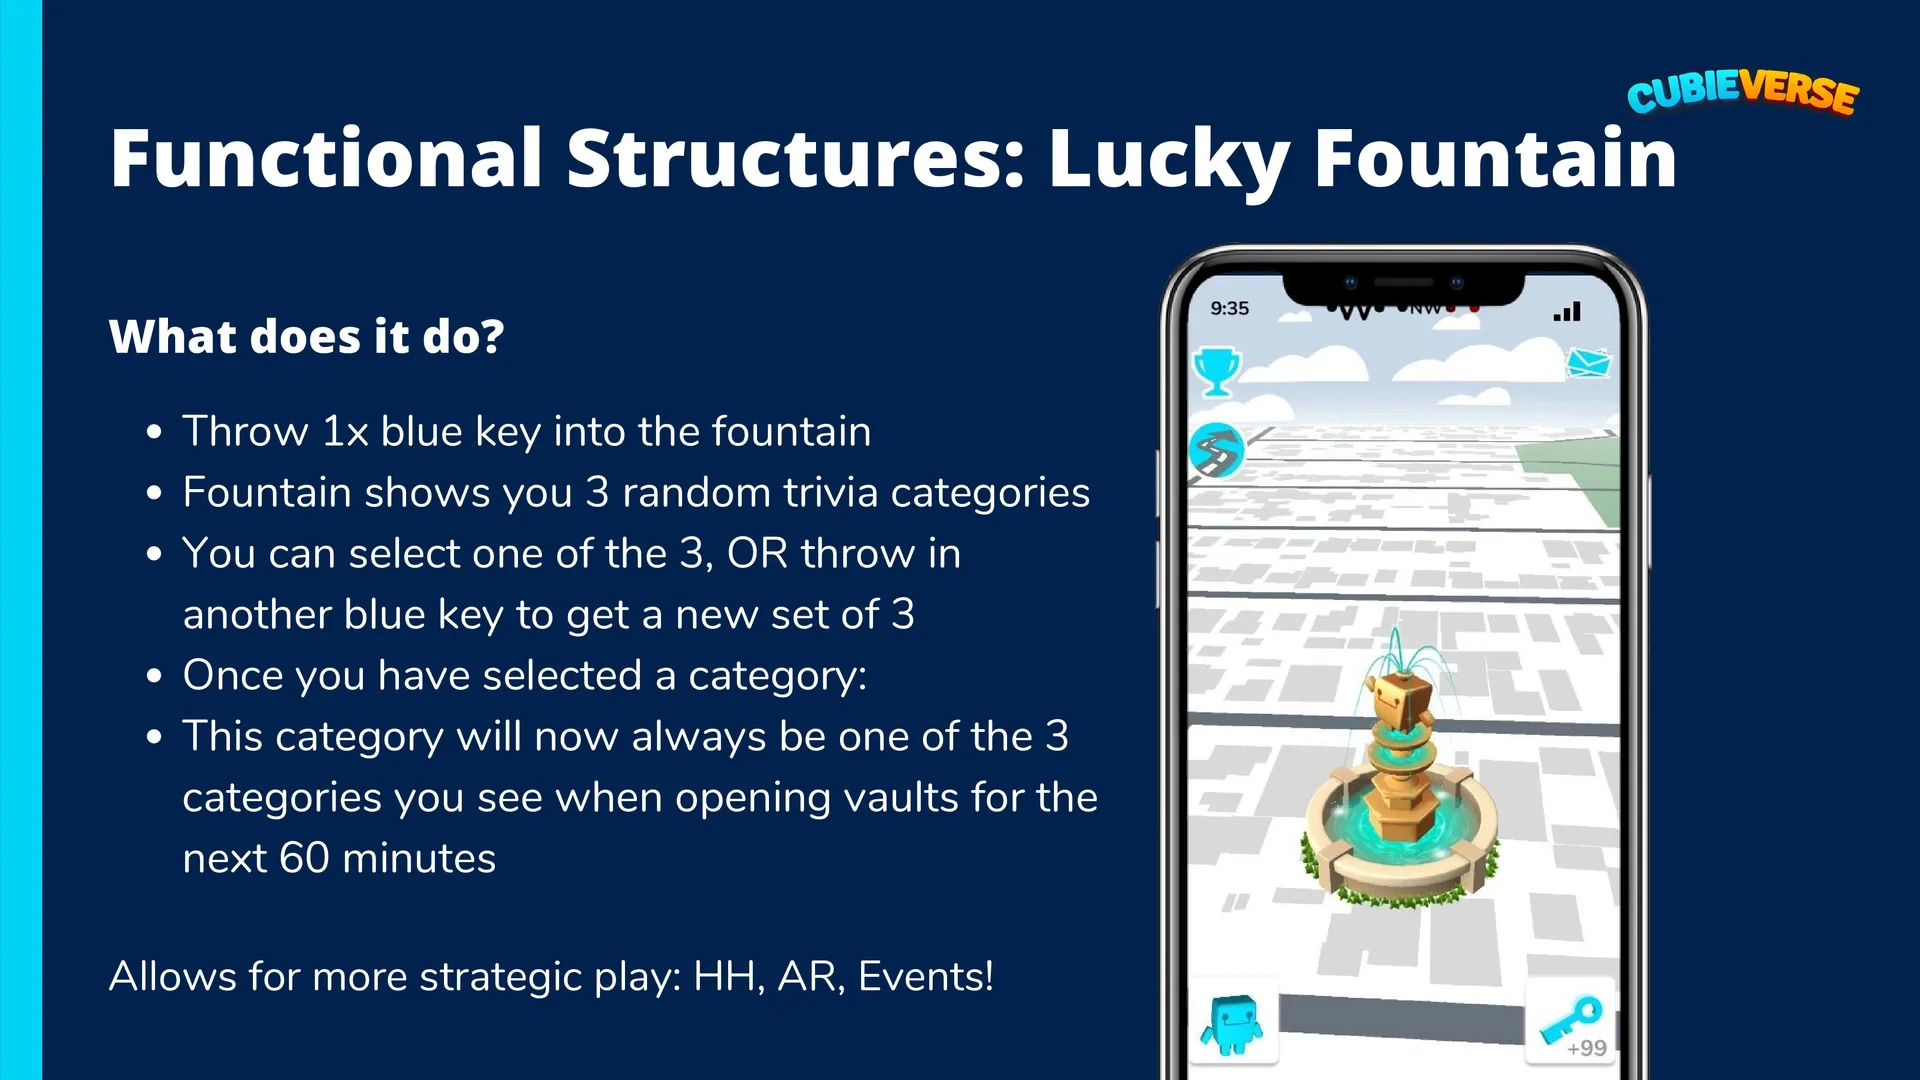 CUBIEVERSE
Functional Structures: Lucky Fountain
What does it do?
• Throw 1x blue key into the fountain
• Fountain shows you 3 random trivia categories
• You can select one of the 3, OR throw in
another blue key to get a new set of 3
• Once you have selected a category:
• This category will now always be one of the 3
categories you see when opening vaults for the
next 60 minutes
Allows for more strategic play: HH, AR, Events!
9:35
W
NW
+99